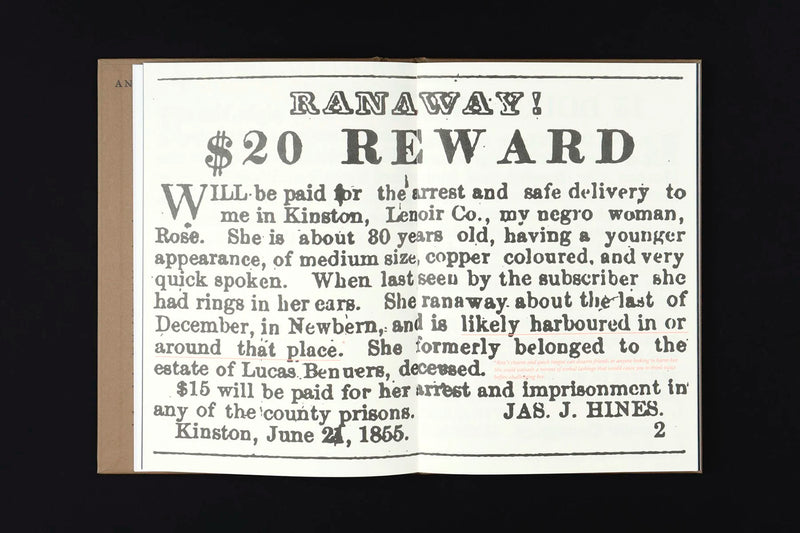 AN
RANAWAY!
$20 REWARD
WILL be paid for the arrest and safe delivery to
me in Kinston, Lenoir Co., my negro woman,
Rose. She is about 30 years old, having a younger
appearance, of medium size, copper coloured, and very
quick spoken. When last seen by the subscriber she
had rings in her ears. She ranaway about the last of
December, in Newbern, and is likely harboured in or
around that place. She formerly belonged to the
estate of Lucas Benners, deceased.
$15 will be paid for her arrest and imprisonment in
any of the county prisons. JAS. J. HINES.
Kinston, June 21, 1855. 2